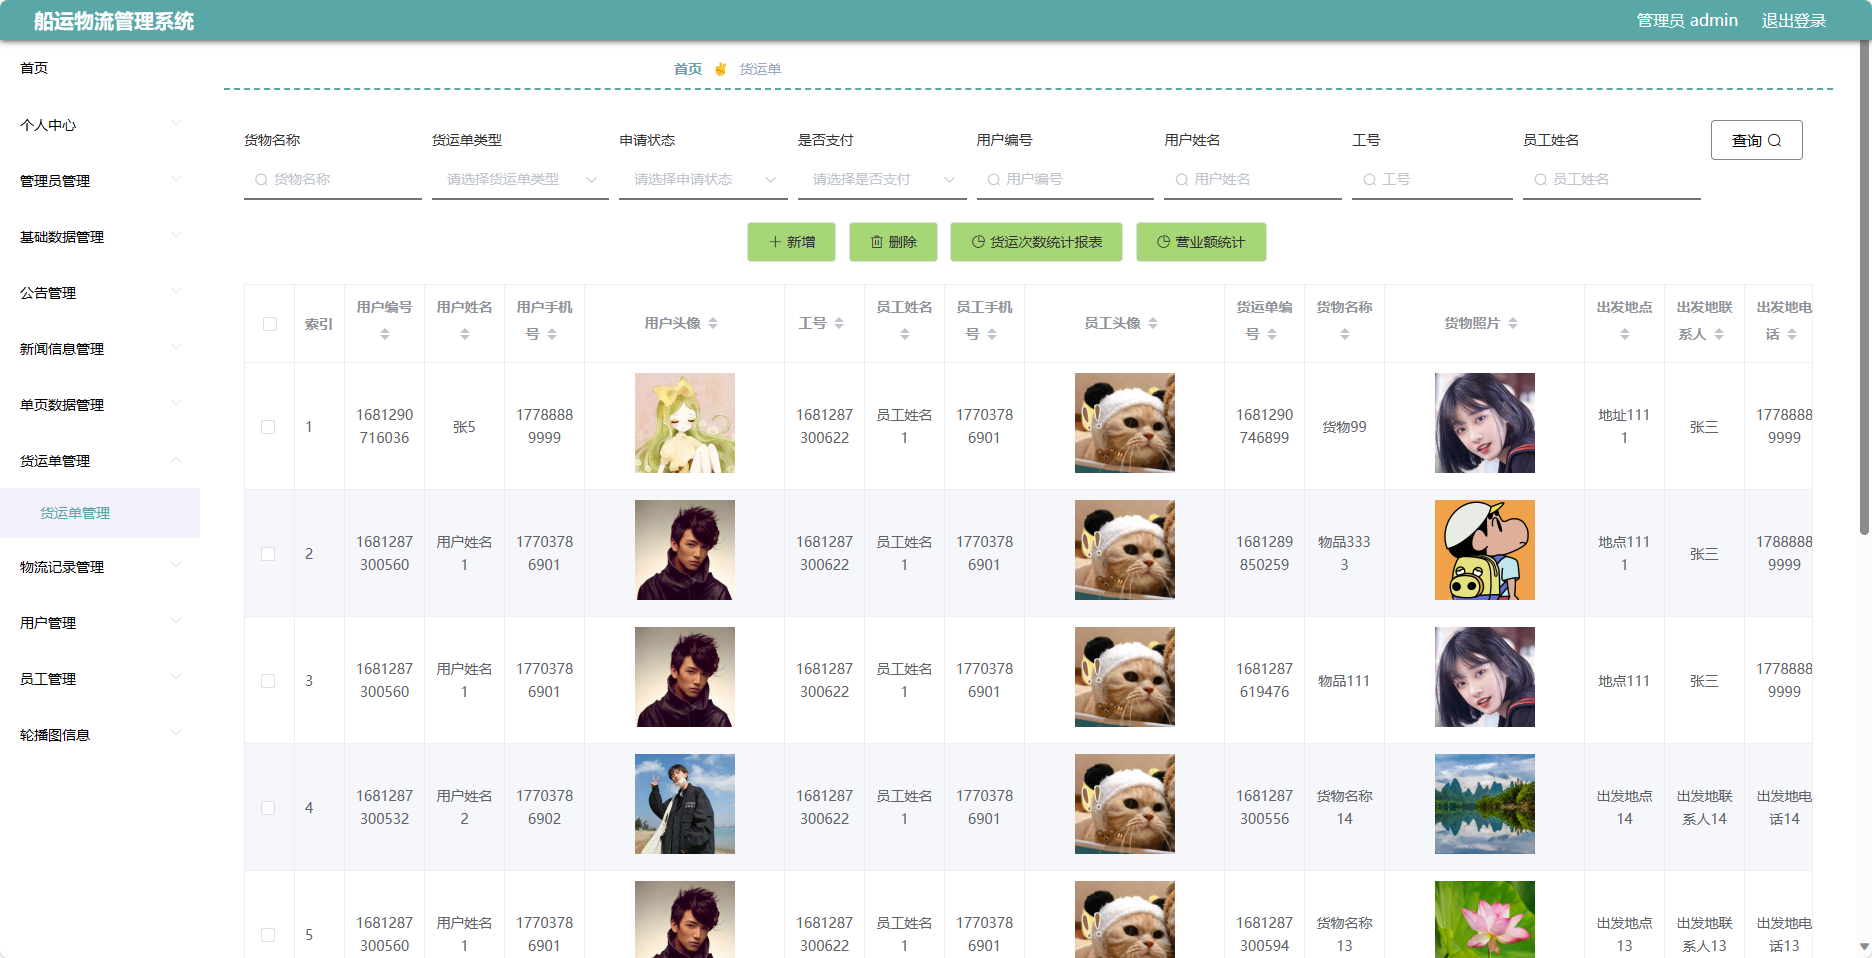 船运物流管理系统
管理员 admin 退出登录
首页
个人中心
管理员管理
基础数据管理
公告管理
新闻信息管理
单页数据管理
货运单管理
货运单管理
物流记录管理
用户管理
员工管理
轮播图信息
首页 货运单
货物名称 货运单类型 申请状态 是否支付 用户编号 用户姓名 工号 员工姓名 查询
货物名称 请选择货运单类型 请选择申请状态 请选择是否支付 用户编号 用户姓名 工号 员工姓名
新增 删除 货运次数统计报表 营业额统计
索引 用户编号 用户姓名 用户手机号 用户头像 工号 员工姓名 员工手机号 员工头像 货运单编号 货物名称 货物照片 出发地点 出发地联系人 出发地电话
1 1681290716036 张5 17788889999 1681287300622 员工姓名1 17703786901 1681290746899 货物99 地址1111 张三 17788889999
2 1681287300560 用户姓名1 17703786901 1681287300622 员工姓名1 17703786901 1681289850259 物品3333 地点1111 张三 17888889999
3 1681287300560 用户姓名1 17703786901 1681287300622 员工姓名1 17703786901 1681287619476 物品111 地点111 张三 17788889999
4 1681287300532 用户姓名2 17703786902 1681287300622 员工姓名1 17703786901 1681287300556 货物名称14 出发地点14 出发地联系人14 出发地电话14
5 1681287300560 用户姓名1 17703786901 1681287300622 员工姓名1 17703786901 1681287300594 货物名称13 出发地点13 出发地联系人13 出发地电话13